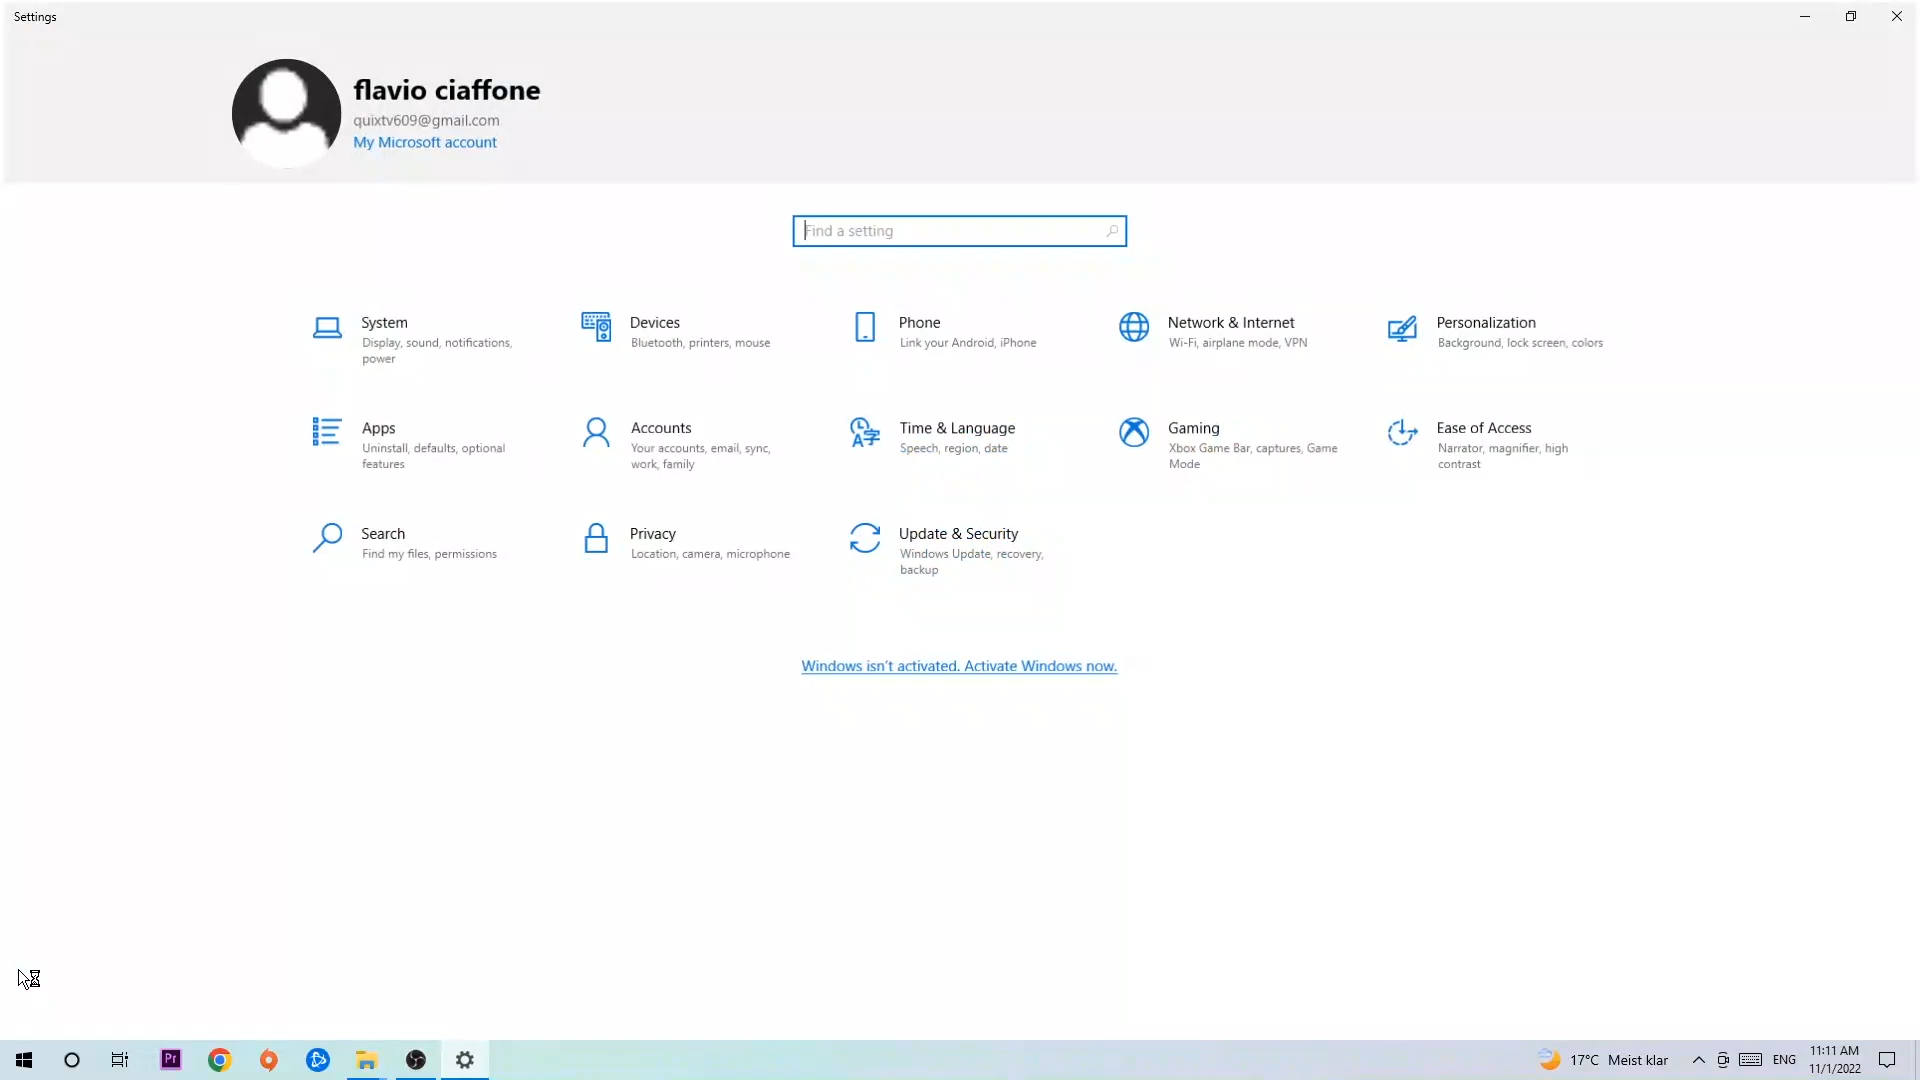 Settings
flavio ciaffone
quixtv609@gmail.com
My Microsoft account
Find a setting
System
Display, sound, notifications,
power
Devices
Bluetooth, printers, mouse
Phone
Link your Android, iPhone
Network & Internet
Wi-Fi, airplane mode, VPN
Personalization
Background, lock screen, colors
Apps
Uninstall, defaults, optional
features
Accounts
Your accounts, email, sync,
work, family
Time & Language
Speech, region, date
Gaming
Xbox Game Bar, captures, Game
Mode
Ease of Access
Narrator, magnifier, high
contrast
Search
Find my files, permissions
Privacy
Location, camera, microphone
Update & Security
Windows Update, recovery,
backup
Windows isn't activated. Activate Windows now.
Pr
17°C Meist klar
ENG
11:11 AM
11/1/2022